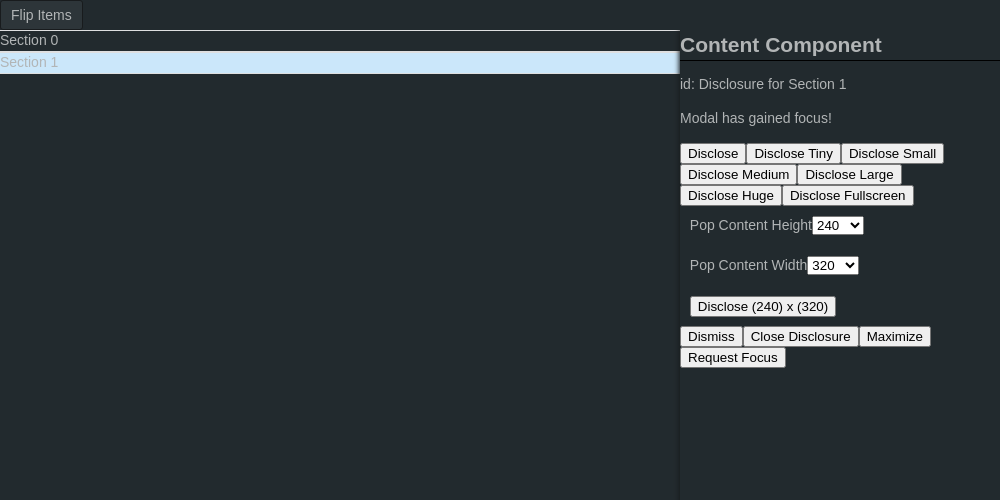 Flip Items
Section 0
Section 1
Content Component
id: Disclosure for Section 1
Modal has gained focus!
Disclose Disclose Tiny Disclose Small
Disclose Medium Disclose Large
Disclose Huge Disclose Fullscreen
Pop Content Height 240
Pop Content Width 320
Disclose (240) x (320)
Dismiss Close Disclosure Maximize
Request Focus